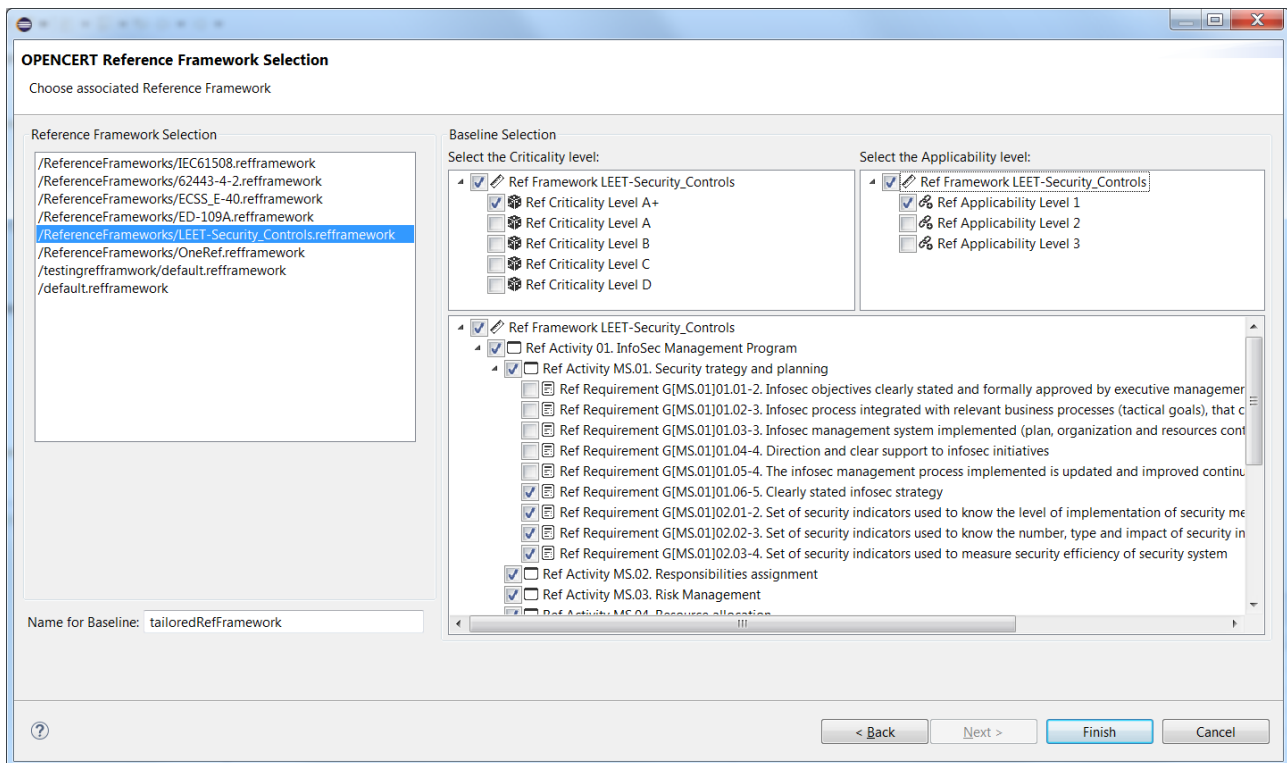 OPENCERT Reference Framework Selection
Choose associated Reference Framework
Reference Framework Selection
/ReferenceFrameworks/IEC61508.refframework
/ReferenceFrameworks/62443-4-2.refframework
/ReferenceFrameworks/ECSS_E-40.refframework
/ReferenceFrameworks/ED-109A.refframework
/ReferenceFrameworks/LEET-Security_Controls.refframework
/ReferenceFrameworks/OneRef.refframework
/testingrefframwork/default.refframework
/default.refframework
Name for Baseline: tailoredRefFramework
Baseline Selection
Select the Criticality level:
Ref Framework LEET-Security_Controls
Ref Criticality Level A+
Ref Criticality Level A
Ref Criticality Level B
Ref Criticality Level C
Ref Criticality Level D
Select the Applicability level:
Ref Framework LEET-Security_Controls
Ref Applicability Level 1
Ref Applicability Level 2
Ref Applicability Level 3
Ref Framework LEET-Security_Controls
Ref Activity 01. InfoSec Management Program
Ref Activity MS.01. Security trategy and planning
Ref Requirement G[MS.01]01.01-2. Infosec objectives clearly stated and formally approved by executive managemer
Ref Requirement G[MS.01]01.02-3. Infosec process integrated with relevant business processes (tactical goals), that c
Ref Requirement G[MS.01]01.03-3. Infosec management system implemented (plan, organization and resources cont
Ref Requirement G[MS.01]01.04-4. Direction and clear support to infosec initiatives
Ref Requirement G[MS.01]01.05-4. The infosec management process implemented is updated and improved continu
Ref Requirement G[MS.01]01.06-5. Clearly stated infosec strategy
Ref Requirement G[MS.01]02.01-2. Set of security indicators used to know the level of implementation of security me
Ref Requirement G[MS.01]02.02-3. Set of security indicators used to know the number, type and impact of security in
Ref Requirement G[MS.01]02.03-4. Set of security indicators used to measure security efficiency of security system
Ref Activity MS.02. Responsibilities assignment
Ref Activity MS.03. Risk Management
Ref Activity MS.04. Resource allocation
< Back
Next >
Finish
Cancel